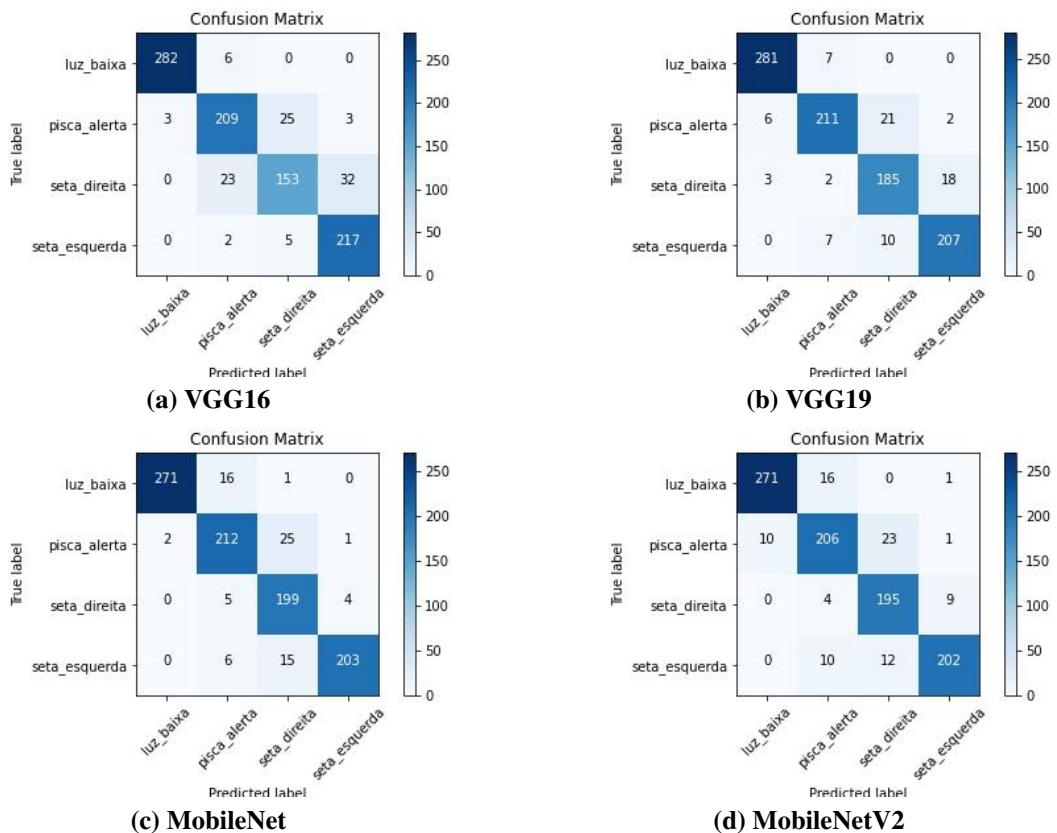 Confusion Matrix
luz_baixa 282 6 0 0
pisca_alerta 3 209 25 3
seta_direita 0 23 153 32
seta_esquerda 0 2 5 217
True label
luz_baixa pisca_alerta seta_direita seta_esquerda
Predicted label
250
200
150
100
50
0
(a) VGG16
Confusion Matrix
luz_baixa 281 7 0 0
pisca_alerta 6 211 21 2
seta_direita 3 2 185 18
seta_esquerda 0 7 10 207
True label
luz_baixa pisca_alerta seta_direita seta_esquerda
Predicted label
250
200
150
100
50
0
(b) VGG19
Confusion Matrix
luz_baixa 271 16 1 0
pisca_alerta 2 212 25 1
seta_direita 0 5 199 4
seta_esquerda 0 6 15 203
True label
luz_baixa pisca_alerta seta_direita seta_esquerda
Predicted label
250
200
150
100
50
0
(c) MobileNet
Confusion Matrix
luz_baixa 271 16 0 1
pisca_alerta 10 206 23 1
seta_direita 0 4 195 9
seta_esquerda 0 10 12 202
True label
luz_baixa pisca_alerta seta_direita seta_esquerda
Predicted label
250
200
150
100
50
0
(d) MobileNetV2